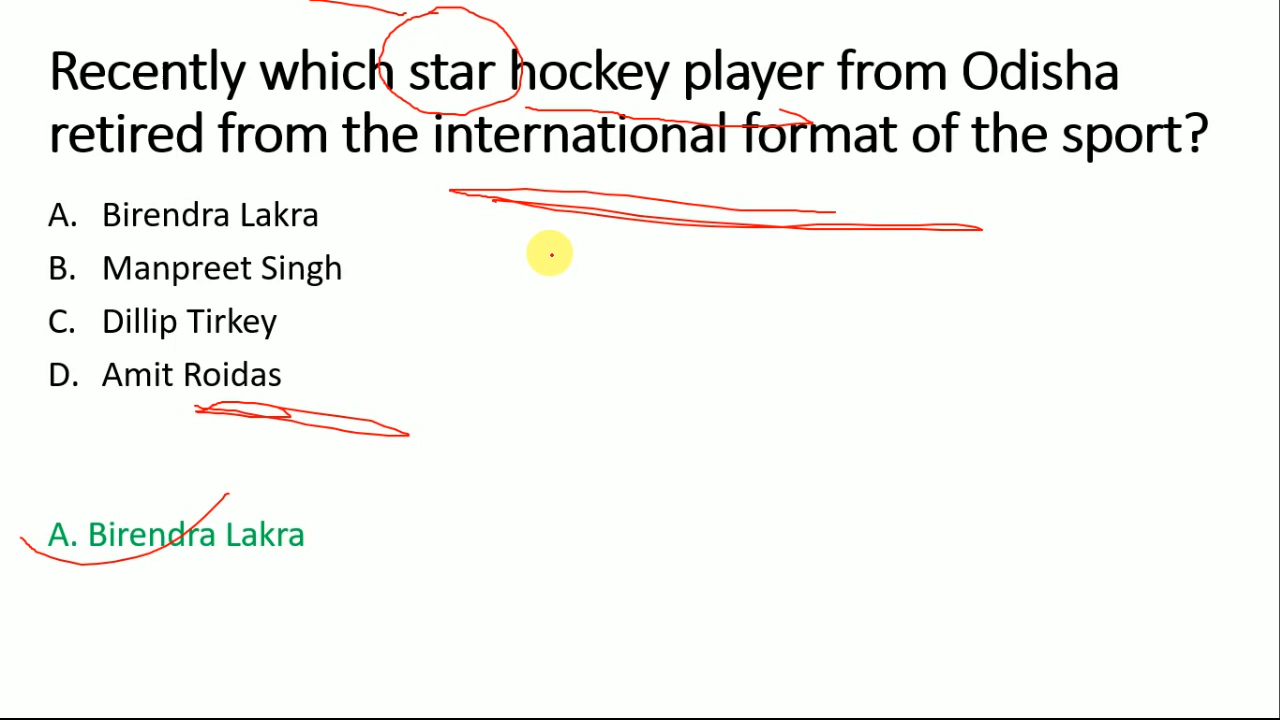 Recently which star hockey player from Odisha
retired from the international format of the sport?
A. Birendra Lakra
B. Manpreet Singh
C. Dillip Tirkey
D. Amit Roidas
A. Birendra Lakra